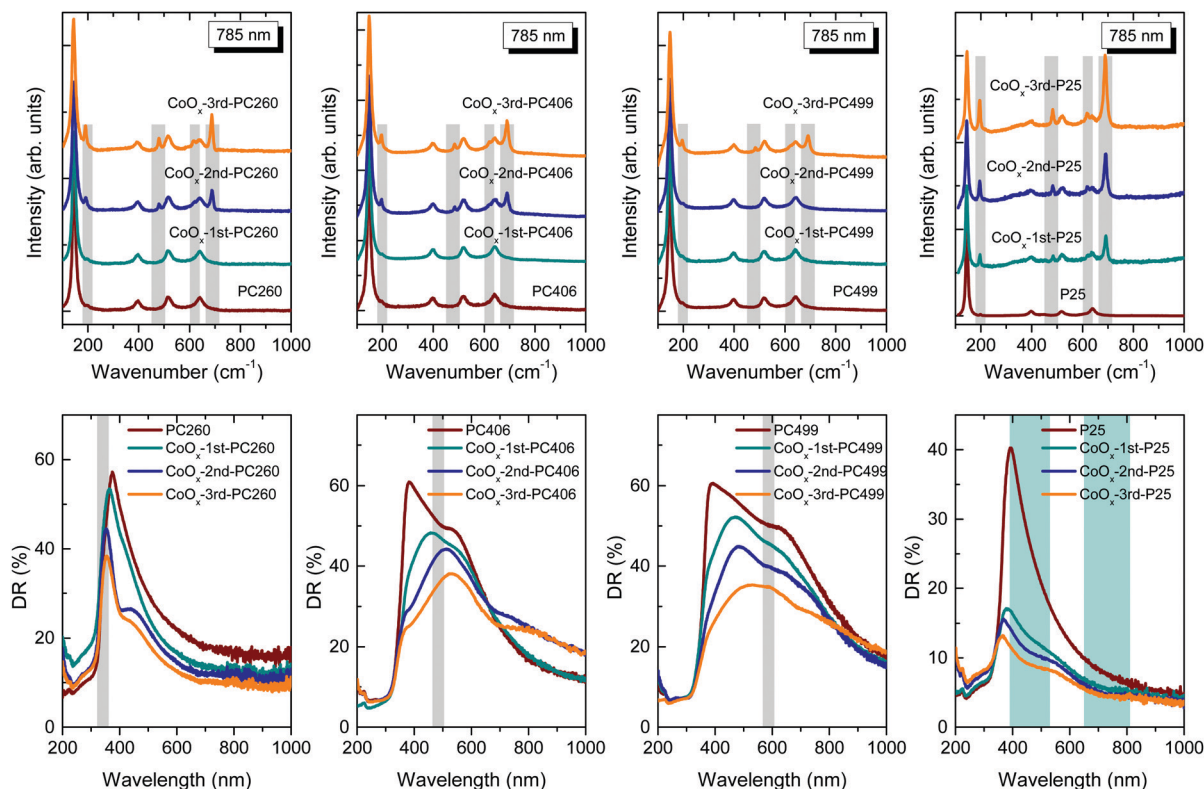 785 nm
Intensity (arb. units)
CoOx-3rd-PC260
CoOx-2nd-PC260
CoOx-1st-PC260
PC260
200 400 600 800 1000
Wavenumber (cm-1)
785 nm
Intensity (arb. units)
CoOx-3rd-PC406
CoOx-2nd-PC406
CoOx-1st-PC406
PC406
200 400 600 800 1000
Wavenumber (cm-1)
785 nm
Intensity (arb. units)
CoOx-3rd-PC499
CoOx-2nd-PC499
CoOx-1st-PC499
PC499
200 400 600 800 1000
Wavenumber (cm-1)
785 nm
Intensity (arb. units)
CoOx-3rd-P25
CoOx-2nd-P25
CoOx-1st-P25
P25
200 400 600 800 1000
Wavenumber (cm-1)
DR (%)
60
40
20
0
PC260
CoOx-1st-PC260
CoOx-2nd-PC260
CoOx-3rd-PC260
200 400 600 800 1000
Wavelength (nm)
DR (%)
80
60
40
20
0
PC406
CoOx-1st-PC406
CoOx-2nd-PC406
CoOx-3rd-PC406
200 400 600 800 1000
Wavelength (nm)
DR (%)
80
60
40
20
0
PC499
CoOx-1st-PC499
CoOx-2nd-PC499
CoOx-3rd-PC499
200 400 600 800 1000
Wavelength (nm)
DR (%)
40
30
20
10
0
P25
CoOx-1st-P25
CoOx-2nd-P25
CoOx-3rd-P25
200 400 600 800 1000
Wavelength (nm)